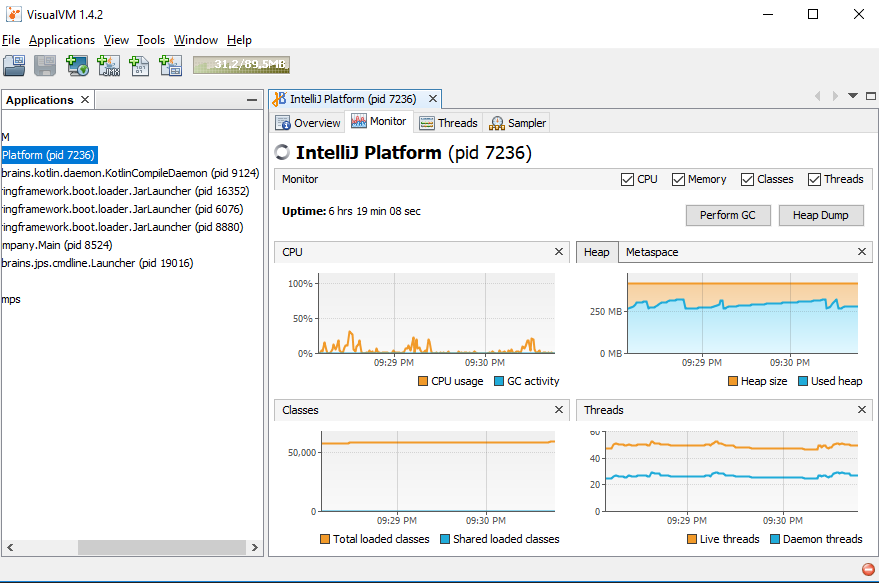 VisualVM 1.4.2
File Applications View Tools Window Help
31,2/89,5MB
Applications
M
Platform (pid 7236)
brains.kotlin.daemon.KotlinCompileDaemon (pid 9124)
ringframework.boot.loader.JarLauncher (pid 16352)
ringframework.boot.loader.JarLauncher (pid 6076)
ringframework.boot.loader.JarLauncher (pid 8880)
mpany.Main (pid 8524)
brains.jps.cmdline.Launcher (pid 19016)
mps
IntelliJ Platform (pid 7236)
Overview Monitor Threads Sampler
IntelliJ Platform (pid 7236)
Monitor CPU Memory Classes Threads
Uptime: 6 hrs 19 min 08 sec
Perform GC Heap Dump
CPU
100%
50%
0%
09:29 PM 09:30 PM
CPU usage GC activity
Heap Metaspace
250 MB
0 MB
09:29 PM 09:30 PM
Heap size Used heap
Classes
50,000
0
09:29 PM 09:30 PM
Total loaded classes Shared loaded classes
Threads
60
40
20
0
09:29 PM 09:30 PM
Live threads Daemon threads